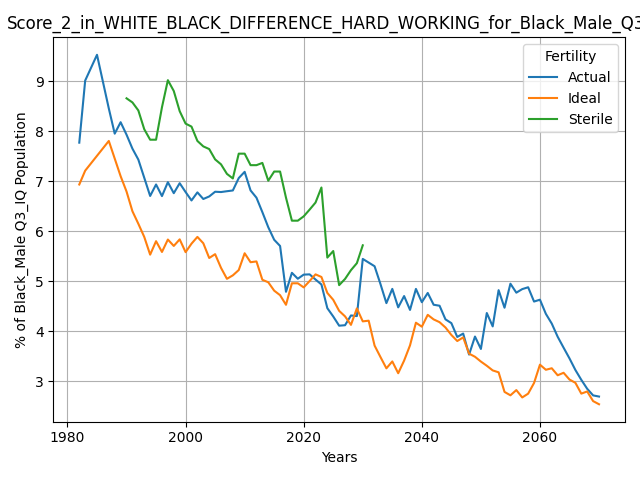 Score_2_in_WHITE_BLACK_DIFFERENCE_HARD_WORKING_for_Black_Male_Q3
Fertility
Actual
Ideal
Sterile
% of Black_Male Q3_IQ Population
9
8
7
6
5
4
3
1980
2000
2020
2040
2060
Years